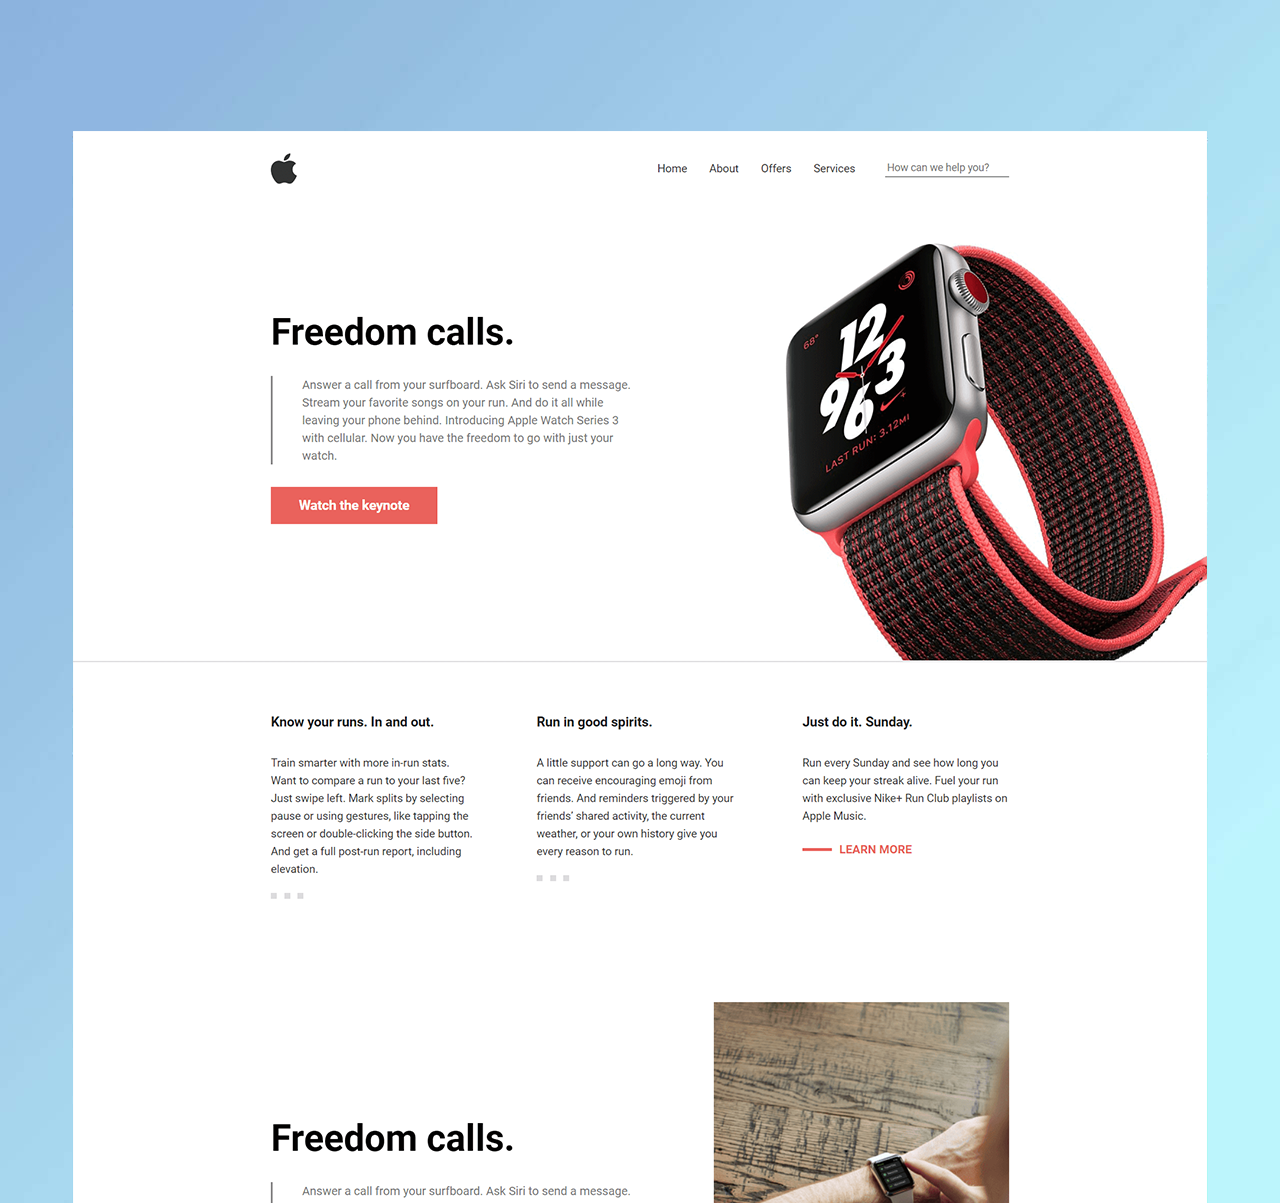 Home About Offers Services How can we help you?
Freedom calls.
Answer a call from your surfboard. Ask Siri to send a message.
Stream your favorite songs on your run. And do it all while
leaving your phone behind. Introducing Apple Watch Series 3
with cellular. Now you have the freedom to go with just your
watch.
Watch the keynote
68°
12
3
6
9
LAST RUN: 3.12MI
Know your runs. In and out.
Train smarter with more in-run stats.
Want to compare a run to your last five?
Just swipe left. Mark splits by selecting
pause or using gestures, like tapping the
screen or double-clicking the side button.
And get a full post-run report, including
elevation.
Run in good spirits.
A little support can go a long way. You
can receive encouraging emoji from
friends. And reminders triggered by your
friends’ shared activity, the current
weather, or your own history give you
every reason to run.
Just do it. Sunday.
Run every Sunday and see how long you
can keep your streak alive. Fuel your run
with exclusive Nike+ Run Club playlists on
Apple Music.
LEARN MORE
Freedom calls.
Answer a call from your surfboard. Ask Siri to send a message.